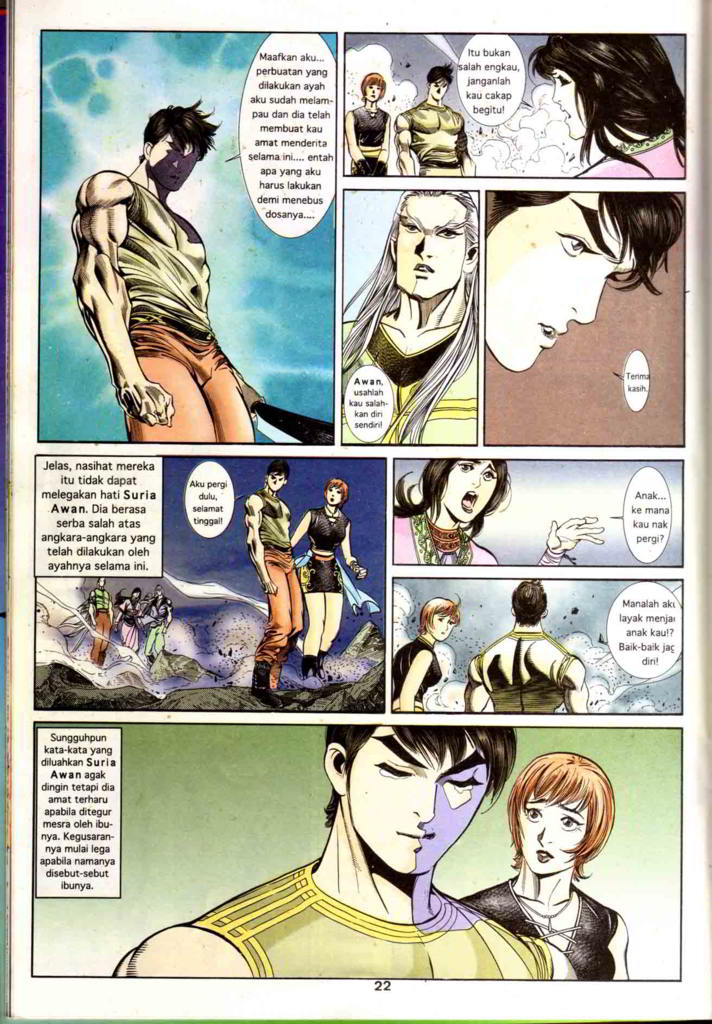 Maafkan aku...
perbuatan yang
dilakukan ayah
aku sudah melam-
pau dan dia telah
membuat kau
amat menderita
selama ini.... entah
apa yang aku
harus lakukan
demi menebus
dosanya....
Itu bukan
salah engkau,
janganlah
kau cakap
begitu!
Awan,
usahlah
kau salah-
kan diri
sendiri!
Terima
kasih.
Jelas, nasihat mereka
itu tidak dapat
melegakan hati Suria
Awan. Dia berasa
serba salah atas
angkara-angkara yang
telah dilakukan oleh
ayahnya selama ini.
Aku pergi
dulu,
selamat
tinggal!
Anak...
ke mana
kau nak
pergi?
Manalah aku
layak menja
anak kau!?
Baik-baik jag
diri!
Sungguhpun
kata-kata yang
diluahkan Suria
Awan agak
dingin tetapi dia
amat terharu
apabila ditegur
mesra oleh ibu-
nya. Kegusaran-
nya mulai lega
apabila namanya
disebut-sebut
ibunya.
22